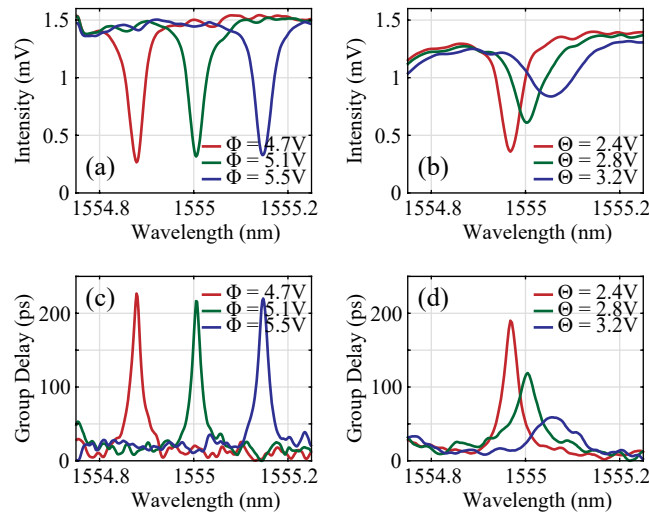 1.5
1
0.5
0
Intensity (mV)
(a)
Φ = 4.7V
Φ = 5.1V
Φ = 5.5V
1554.8
1555
1555.2
Wavelength (nm)
1.5
1
0.5
0
Intensity (mV)
(b)
Θ = 2.4V
Θ = 2.8V
Θ = 3.2V
1554.8
1555
1555.2
Wavelength (nm)
200
100
0
Group Delay (ps)
(c)
Φ = 4.7V
Φ = 5.1V
Φ = 5.5V
1554.8
1555
1555.2
Wavelength (nm)
200
100
0
Group Delay (ps)
(d)
Θ = 2.4V
Θ = 2.8V
Θ = 3.2V
1554.8
1555
1555.2
Wavelength (nm)